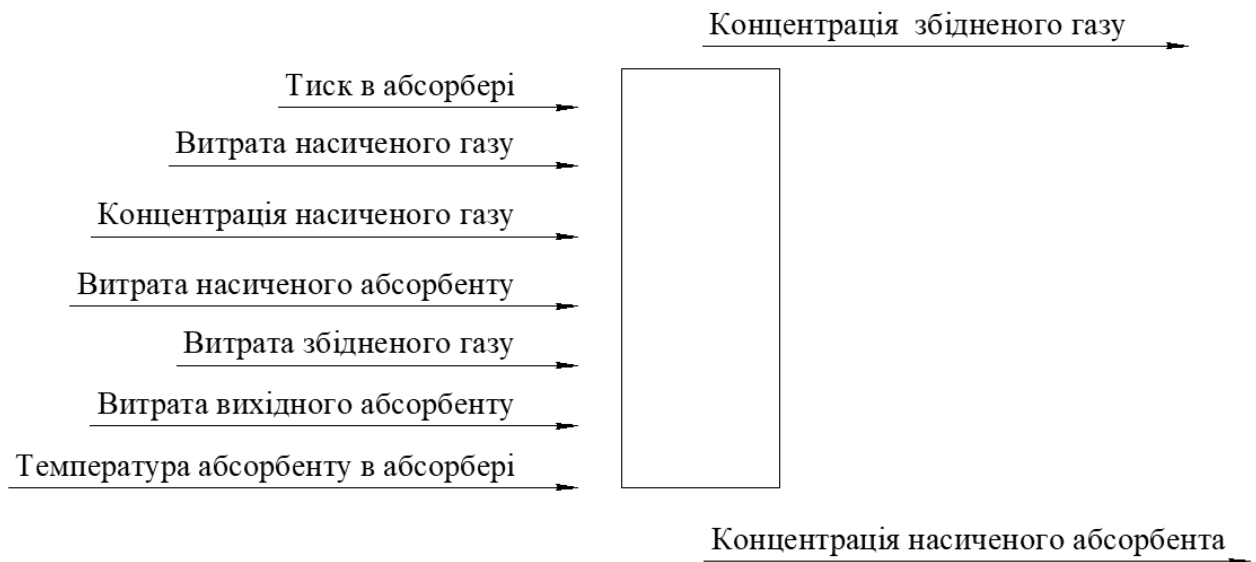 Концентрація збідненого газу
Тиск в абсорбері
Витрата насиченого газу
Концентрація насиченого газу
Витрата насиченого абсорбенту
Витрата збідненого газу
Витрата вихідного абсорбенту
Температура абсорбенту в абсорбері
Концентрація насиченого абсорбента